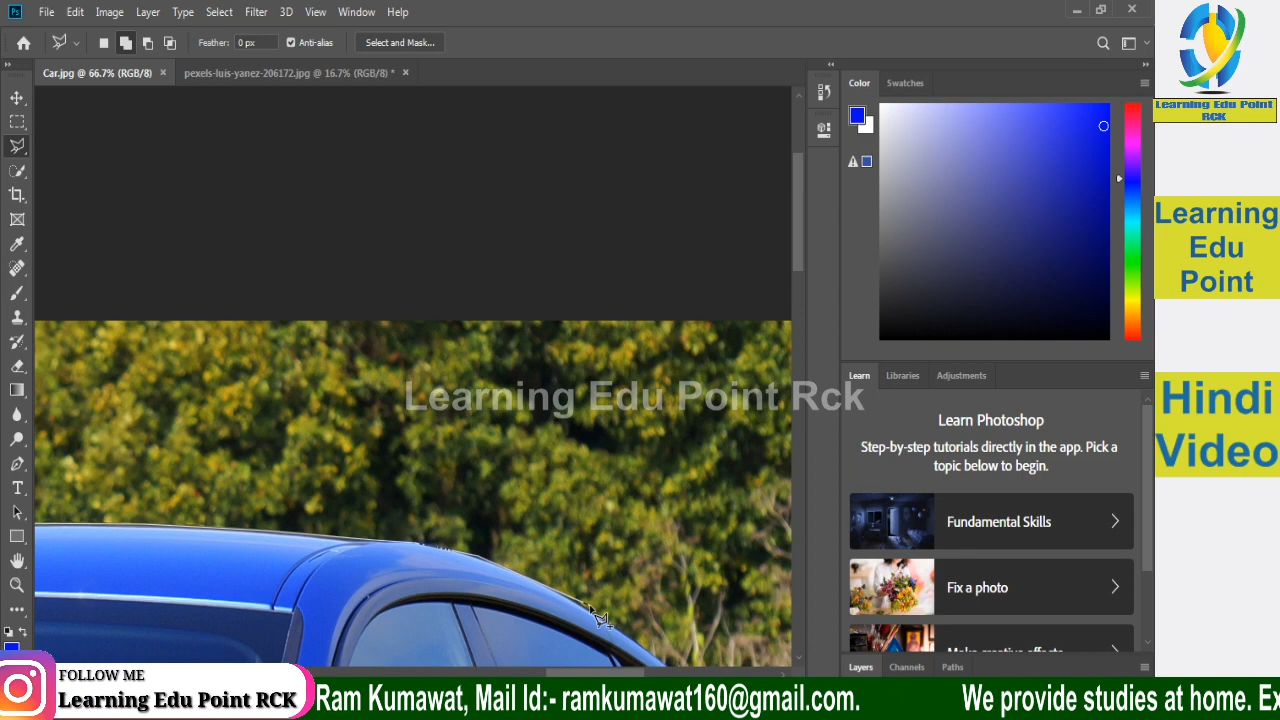 Ps File Edit Image Layer Type Select Filter 3D View Window Help
Feather: 0 px Anti-alias Select and Mask...
Car.jpg @ 66.7% (RGB/8) × pexels-luis-yanez-206172.jpg @ 16.7% (RGB/8) * ×
Color Swatches
Learn Libraries Adjustments
Learn Photoshop
Step-by-step tutorials directly in the app. Pick a
topic below to begin.
Fundamental Skills
Fix a photo
Layers Channels Paths
Learning Edu Point Rck
Learning Edu Point
RCK
Learning
Edu
Point
Hindi
Video
FOLLOW ME
Learning Edu Point RCK
Ram Kumawat, Mail Id:- ramkumawat160@gmail.com. We provide studies at home.